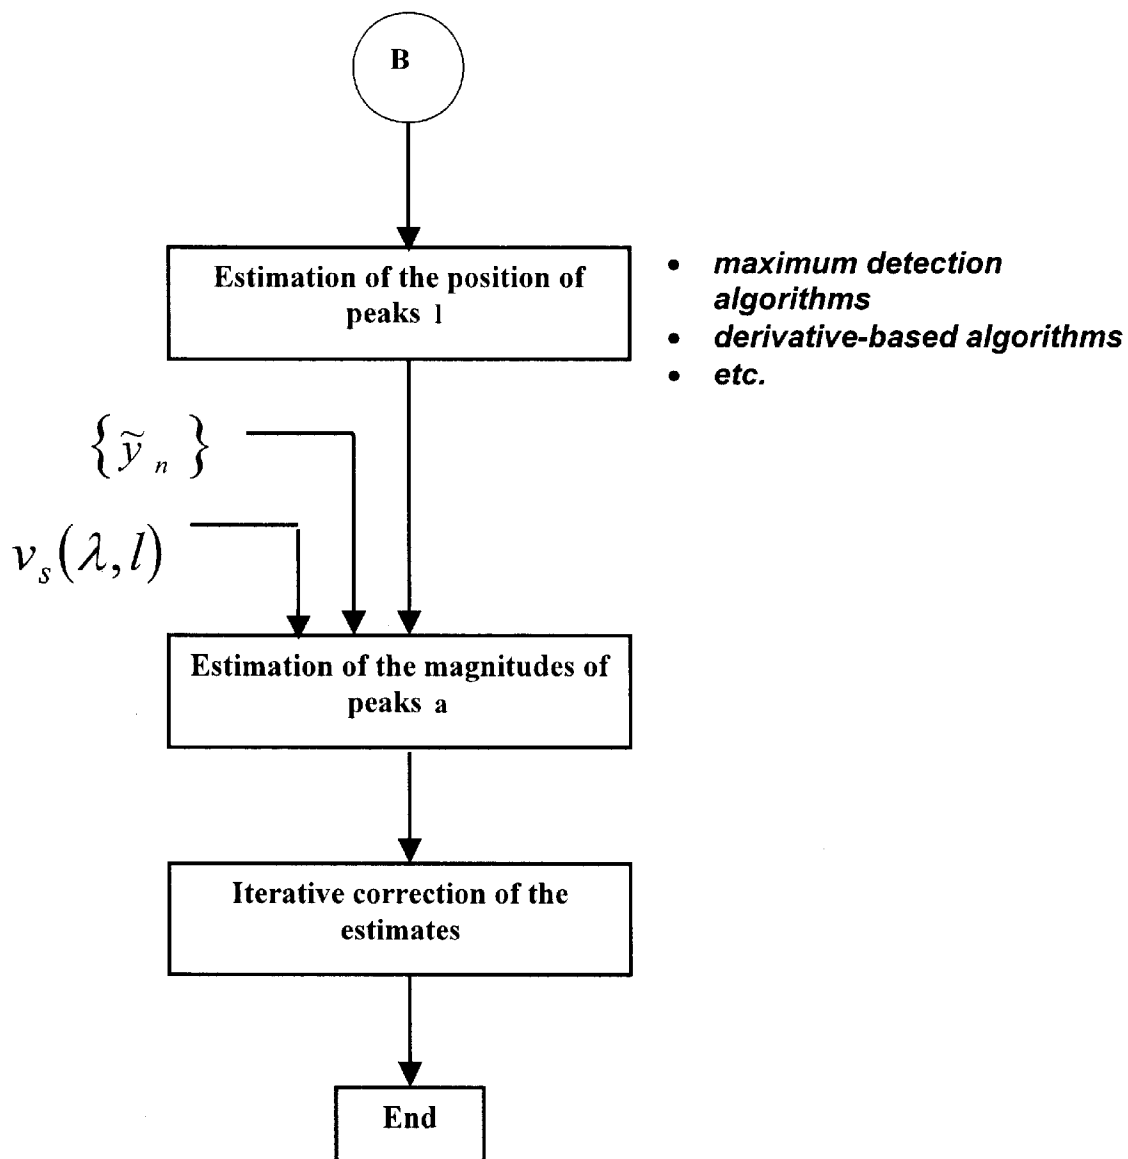 B
Estimation of the position of
peaks l
• maximum detection
algorithms
• derivative-based algorithms
• etc.
{ỹₙ}
vₛ(λ, l)
Estimation of the magnitudes of
peaks a
Iterative correction of the
estimates
End